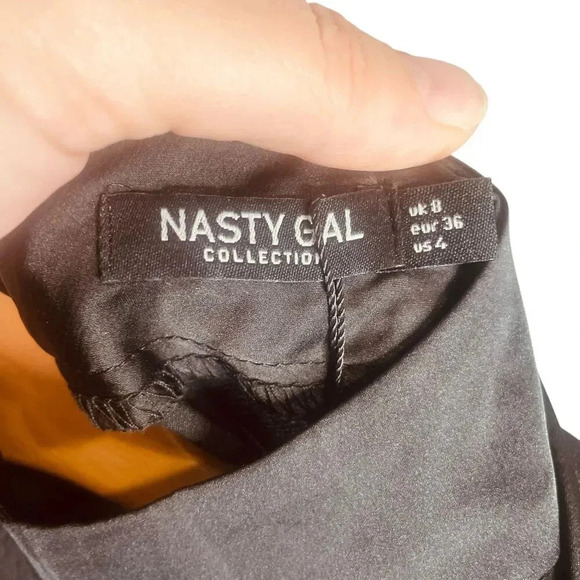 NASTY GAL
COLLECTION
uk 8
eur 36
us 4